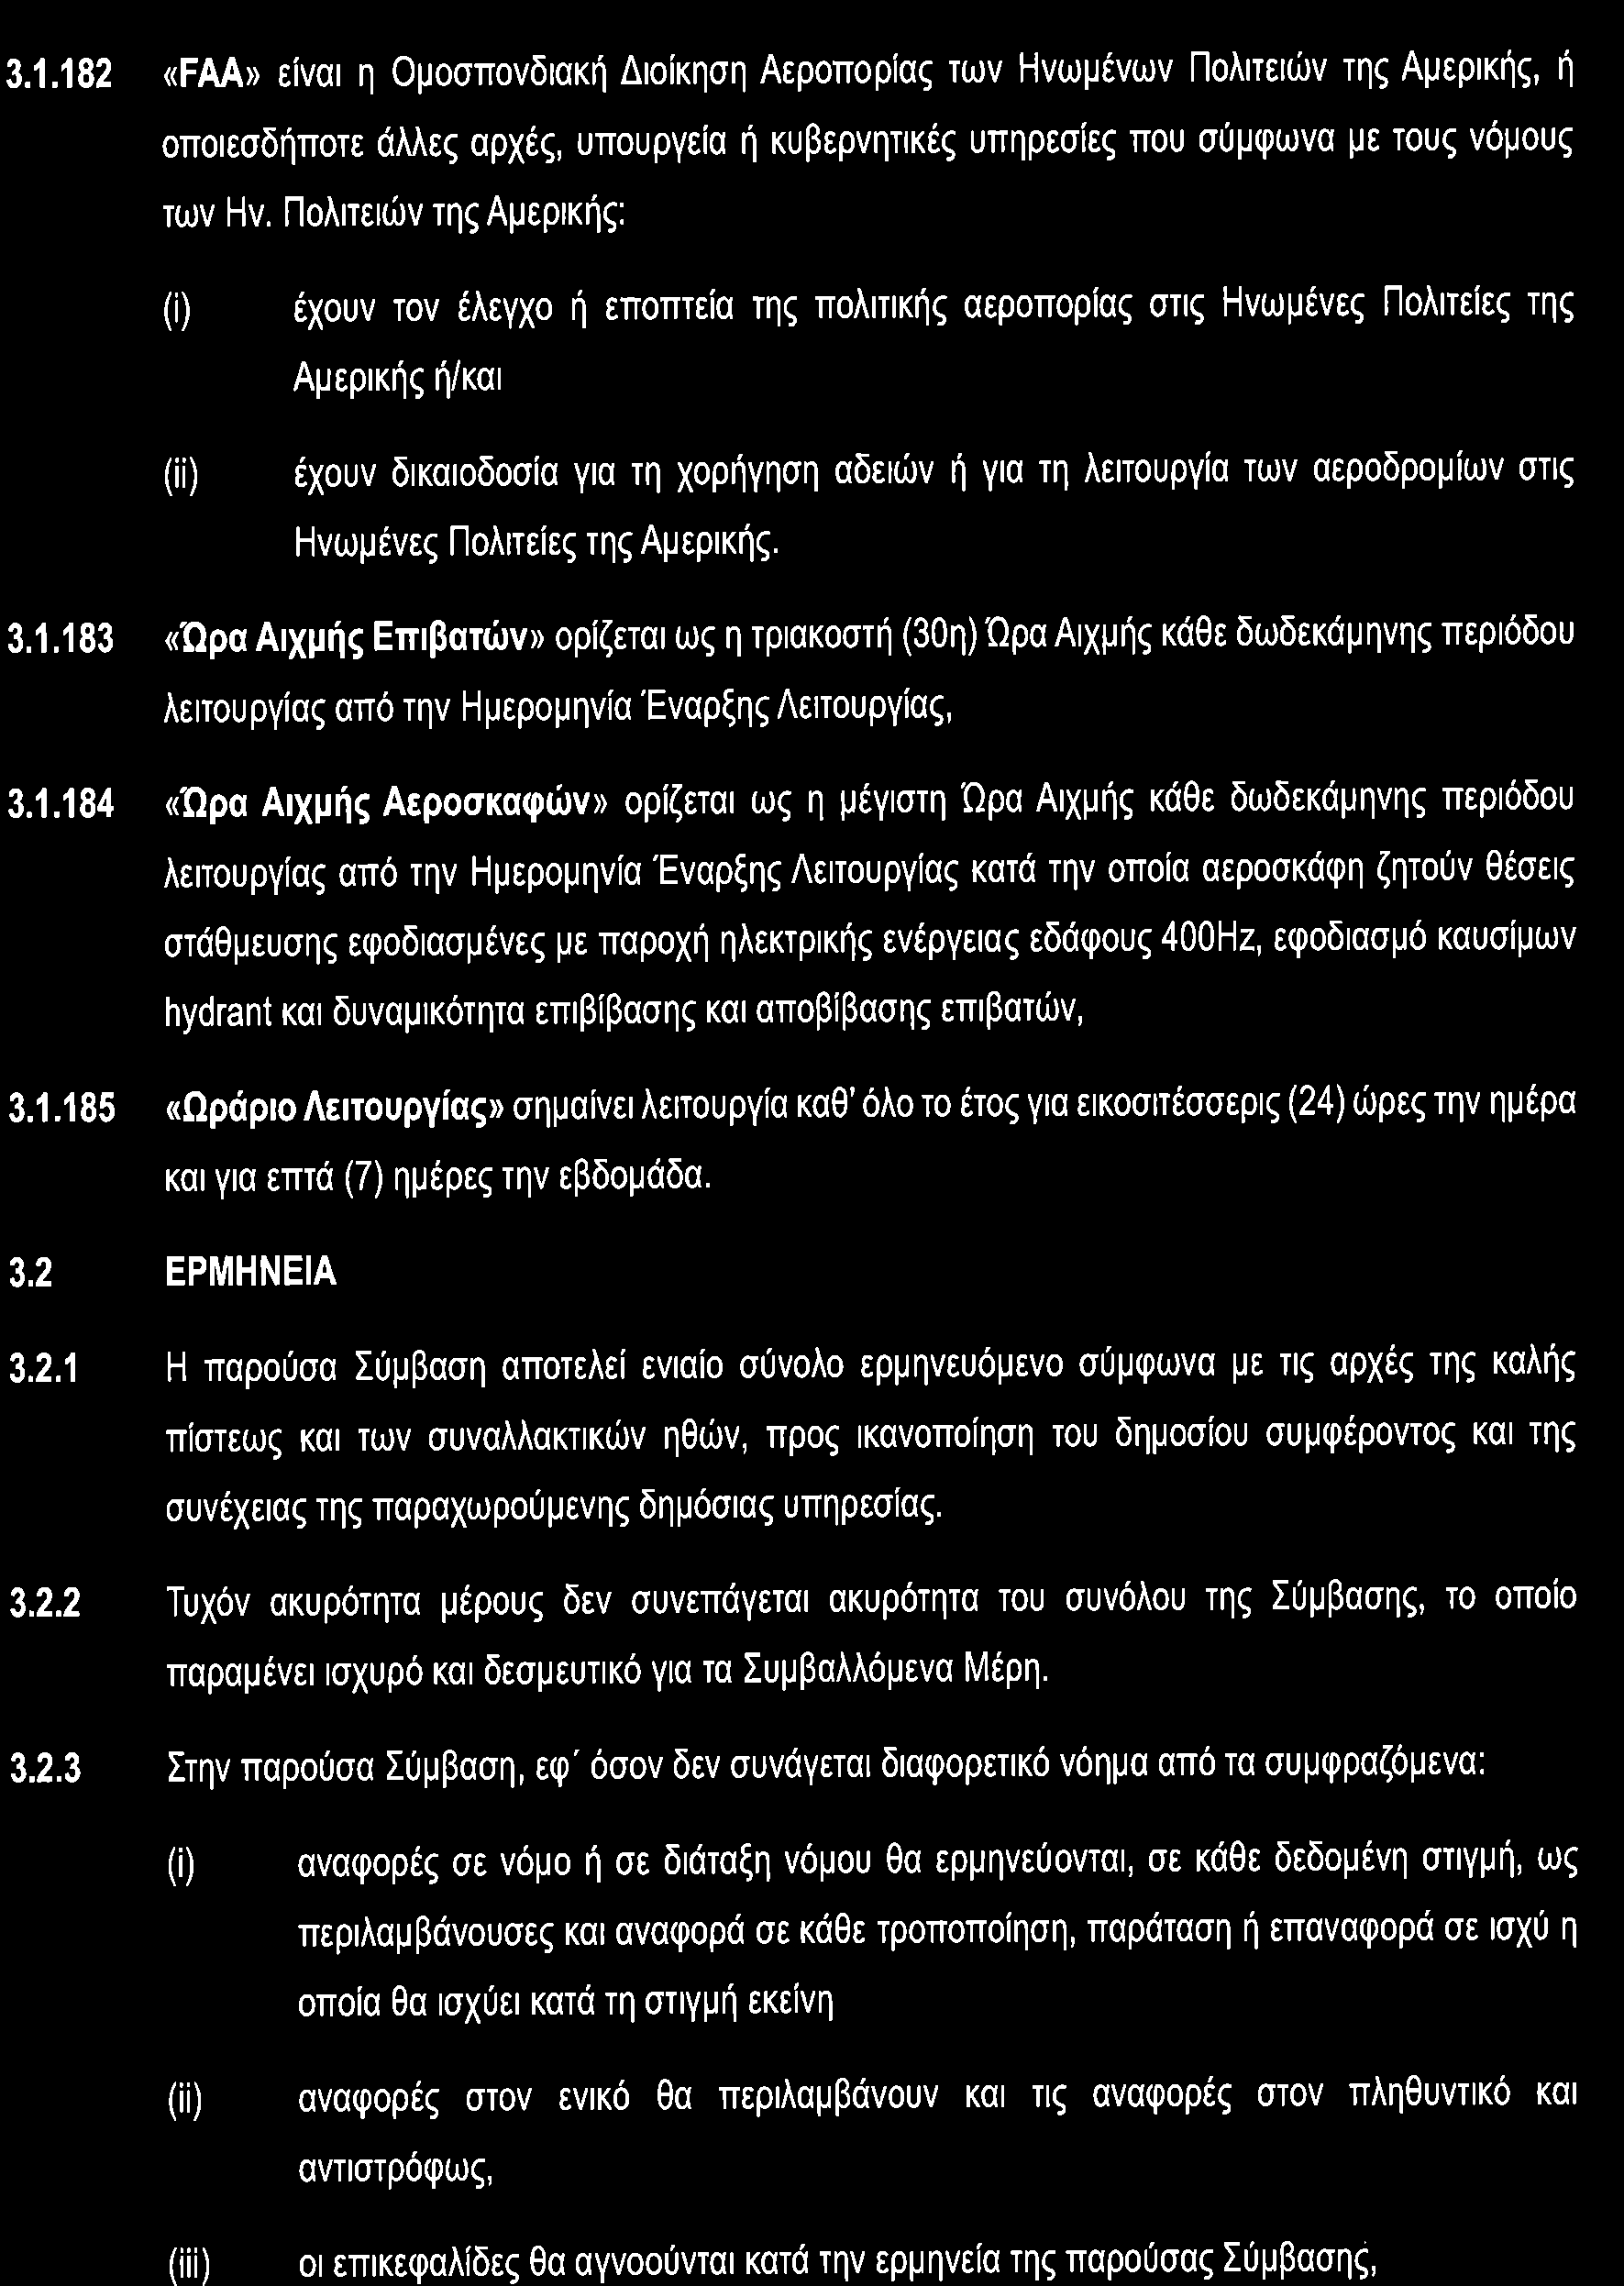 3.1.182 «FAA» είναι η Ομοσπονδιακή Διοίκηση Αεροπορίας των Ηνωμένων Πολιτειών της Αμερικής, ή
οποιεσδήποτε άλλες αρχές, υπουργεία ή κυβερνητικές υπηρεσίες που σύμφωνα με τους νόμους
των Ην. Πολιτειών της Αμερικής:
(i) έχουν τον έλεγχο ή εποπτεία της πολιτικής αεροπορίας στις Ηνωμένες Πολιτείες της
Αμερικής ή/και
(ii) έχουν δικαιοδοσία για τη χορήγηση αδειών ή για τη λειτουργία των αεροδρομίων στις
Ηνωμένες Πολιτείες της Αμερικής.
3.1.183 «Ώρα Αιχμής Επιβατών» ορίζεται ως η τριακοστή (30η) Ώρα Αιχμής κάθε δωδεκάμηνης περιόδου
λειτουργίας από την Ημερομηνία Έναρξης Λειτουργίας,
3.1.184 «Ώρα Αιχμής Αεροσκαφών» ορίζεται ως η μέγιστη Ώρα Αιχμής κάθε δωδεκάμηνης περιόδου
λειτουργίας από την Ημερομηνία Έναρξης Λειτουργίας κατά την οποία αεροσκάφη ζητούν θέσεις
στάθμευσης εφοδιασμένες με παροχή ηλεκτρικής ενέργειας εδάφους 400Hz, εφοδιασμό καυσίμων
hydrant και δυναμικότητα επιβίβασης και αποβίβασης επιβατών,
3.1.185 «Ωράριο Λειτουργίας» σημαίνει λειτουργία καθ' όλο το έτος για εικοσιτέσσερις (24) ώρες την ημέρα
και για επτά (7) ημέρες την εβδομάδα.
3.2 ΕΡΜΗΝΕΙΑ
3.2.1 Η παρούσα Σύμβαση αποτελεί ενιαίο σύνολο ερμηνευόμενο σύμφωνα με τις αρχές της καλής
πίστεως και των συναλλακτικών ηθών, προς ικανοποίηση του δημοσίου συμφέροντος και της
συνέχειας της παραχωρούμενης δημόσιας υπηρεσίας.
3.2.2 Τυχόν ακυρότητα μέρους δεν συνεπάγεται ακυρότητα του συνόλου της Σύμβασης, το οποίο
παραμένει ισχυρό και δεσμευτικό για τα Συμβαλλόμενα Μέρη.
3.2.3 Στην παρούσα Σύμβαση, εφ΄ όσον δεν συνάγεται διαφορετικό νόημα από τα συμφραζόμενα:
(i) αναφορές σε νόμο ή σε διάταξη νόμου θα ερμηνεύονται, σε κάθε δεδομένη στιγμή, ως
περιλαμβάνουσες και αναφορά σε κάθε τροποποίηση, παράταση ή επαναφορά σε ισχύ η
οποία θα ισχύει κατά τη στιγμή εκείνη
(ii) αναφορές στον ενικό θα περιλαμβάνουν και τις αναφορές στον πληθυντικό και
αντιστρόφως,
(iii) οι επικεφαλίδες θα αγνοούνται κατά την ερμηνεία της παρούσας Σύμβασης,